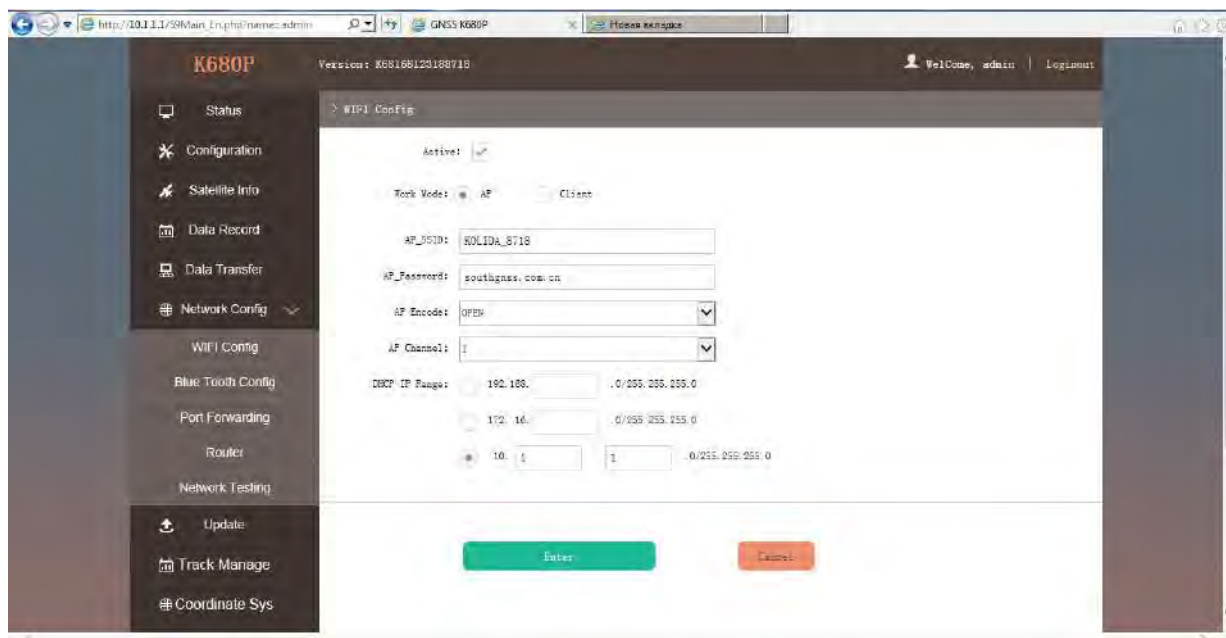 http://10.1.1.1/S9Main_En.php?name=admin
GNSS K680P
Новая вкладка
K680P
Version: K68168123188718
WelCome, admin | Loginout
Status
> WIFI Config
Configuration
Active:
Satellite Info
Work Mode: AP Client
Data Record
AP_SSID: KOLIDA_8718
Data Transfer
AP_Password: southgnss.com.cn
Network Config
AP Encode: OPEN
WIFI Config
AP Channel: 1
Blue Tooth Config
DHCP IP Range: 192.168. .0/255.255.255.0
Port Forwarding
172. 16. .0/255.255.255.0
Router
10. 1 1 .0/255.255.255.0
Network Testing
Update
Enter Cancel
Track Manage
Coordinate Sys